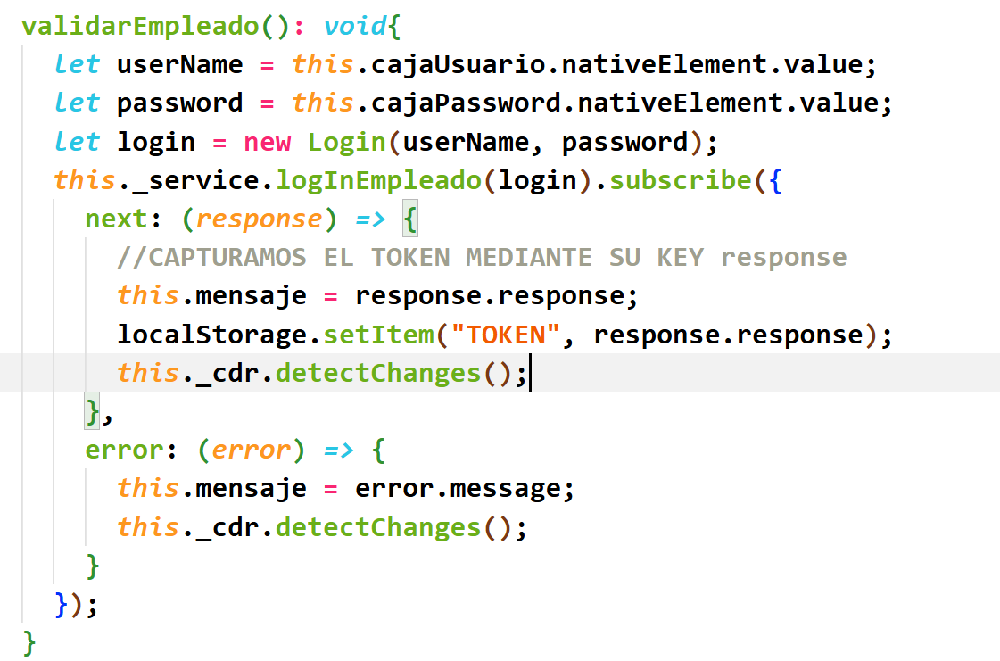 validarEmpleado(): void{
let userName = this.cajaUsuario.nativeElement.value;
let password = this.cajaPassword.nativeElement.value;
let login = new Login(userName, password);
this._service.logInEmpleado(login).subscribe({
next: (response) => {
//CAPTURAMOS EL TOKEN MEDIANTE SU KEY response
this.mensaje = response.response;
localStorage.setItem("TOKEN", response.response);
this._cdr.detectChanges();
},
error: (error) => {
this.mensaje = error.message;
this._cdr.detectChanges();
}
});
}